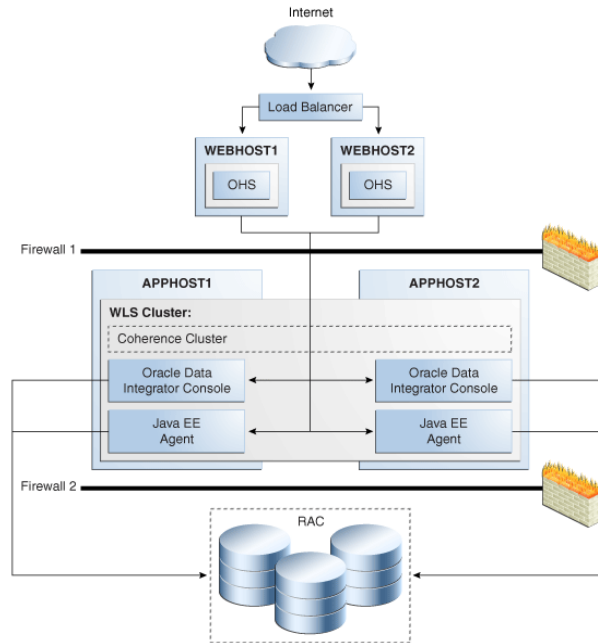 Internet
Load Balancer
WEBHOST1
WEBHOST2
OHS
OHS
Firewall 1
APPHOST1
APPHOST2
WLS Cluster:
Coherence Cluster
Oracle Data
Integrator Console
Oracle Data
Integrator Console
Java EE
Agent
Java EE
Agent
Firewall 2
RAC